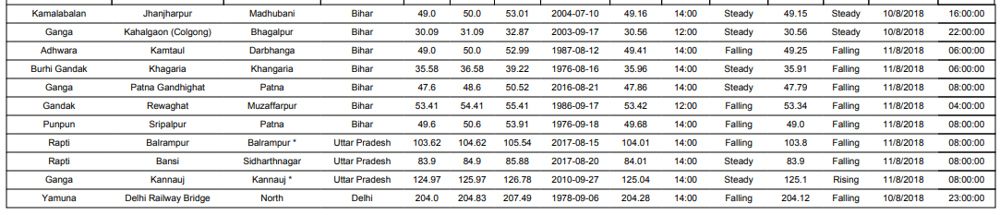 Kamalabalan Jhanjharpur Madhubani Bihar 49.0 50.0 53.01 2004-07-10 49.16 14:00 Steady 49.15 Steady 10/8/2018 16:00:00
Ganga Kahalgaon (Colgong) Bhagalpur Bihar 30.09 31.09 32.87 2003-09-17 30.56 12:00 Steady 30.56 Steady 10/8/2018 22:00:00
Adhwara Kamtaul Darbhanga Bihar 49.0 50.0 52.99 1987-08-12 49.41 14:00 Falling 49.25 Falling 11/8/2018 06:00:00
Burhi Gandak Khagaria Khangaria Bihar 35.58 36.58 39.22 1976-08-16 35.96 14:00 Steady 35.91 Falling 11/8/2018 06:00:00
Ganga Patna Gandhighat Patna Bihar 47.6 48.6 50.52 2016-08-21 47.86 14:00 Steady 47.79 Falling 11/8/2018 08:00:00
Gandak Rewaghat Muzaffarpur Bihar 53.41 54.41 55.41 1986-09-17 53.42 12:00 Falling 53.34 Falling 11/8/2018 04:00:00
Punpun Sripalpur Patna Bihar 49.6 50.6 53.91 1976-09-18 49.68 14:00 Falling 49.0 Falling 11/8/2018 08:00:00
Rapti Balrampur Balrampur * Uttar Pradesh 103.62 104.62 105.54 2017-08-15 104.01 14:00 Falling 103.8 Falling 11/8/2018 08:00:00
Rapti Bansi Sidharthnagar Uttar Pradesh 83.9 84.9 85.88 2017-08-20 84.01 14:00 Steady 83.9 Falling 11/8/2018 08:00:00
Ganga Kannauj Kannauj * Uttar Pradesh 124.97 125.97 126.78 2010-09-27 125.04 14:00 Steady 125.1 Rising 11/8/2018 08:00:00
Yamuna Delhi Railway Bridge North Delhi 204.0 204.83 207.49 1978-09-06 204.28 14:00 Falling 204.12 Falling 10/8/2018 23:00:00